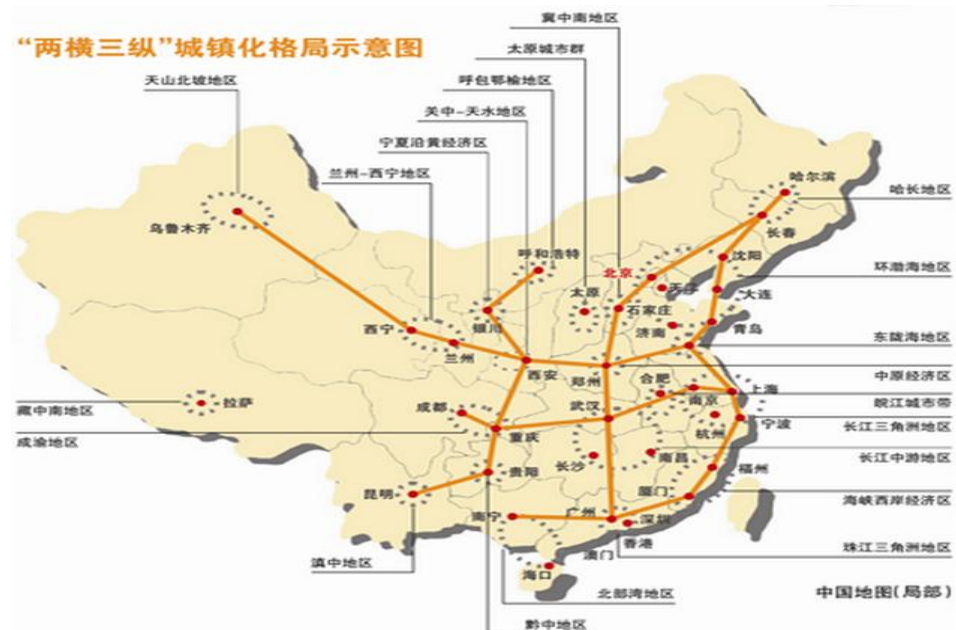 “两横三纵”城镇化格局示意图
冀中南地区
太原城市群
呼包鄂榆地区
关中-天水地区
宁夏沿黄经济区
兰州-西宁地区
天山北坡地区
哈尔滨
哈长地区
长春
乌鲁木齐
沈阳
呼和浩特
北京
环渤海地区
天津
大连
太原
石家庄
银川
西宁
济南
青岛
兰州
东陇海地区
西安
郑州
合肥
中原经济区
上海
皖江城市带
南京
拉萨
藏中南地区
成都
武汉
宁波
长江三角洲地区
杭州
成渝地区
重庆
长江中游地区
南昌
长沙
贵阳
福州
昆明
厦门
海峡西岸经济区
南宁
广州
深圳
香港
珠江三角洲地区
澳门
滇中地区
海口
北部湾地区
中国地图(局部)
黔中地区